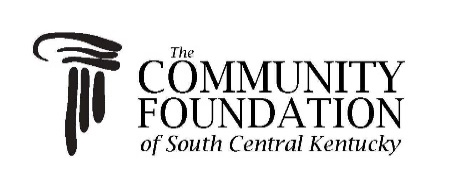 The
COMMUNITY
FOUNDATION
of South Central Kentucky